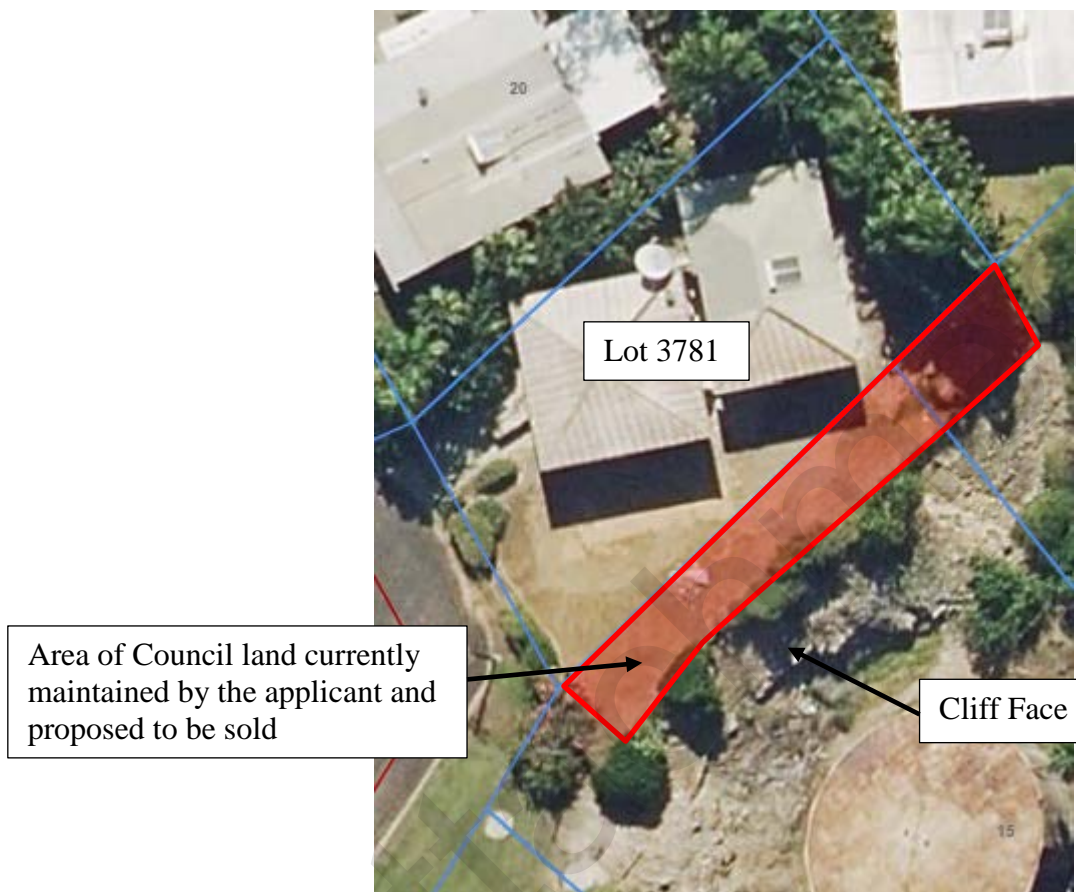 20
Lot 3781
Area of Council land currently
maintained by the applicant and
proposed to be sold
Cliff Face
15